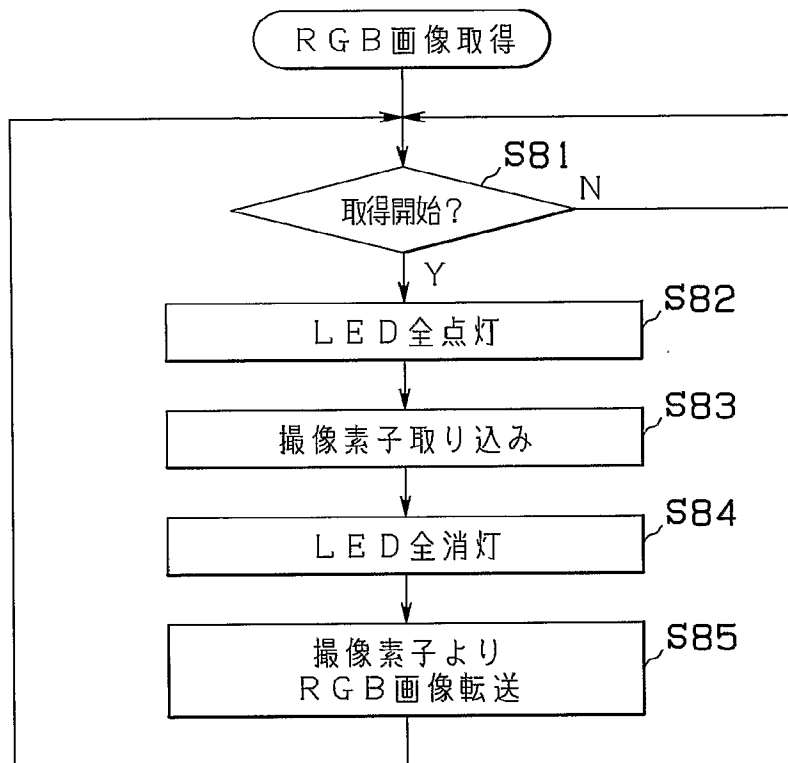 ＲＧＢ画像取得
S81
取得開始？
N
Y
S82
ＬＥＤ全点灯
S83
撮像素子取り込み
S84
ＬＥＤ全消灯
S85
撮像素子より
ＲＧＢ画像転送